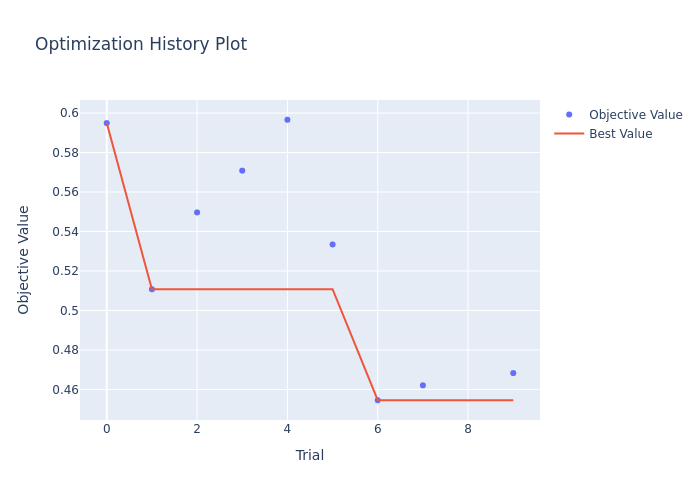 Optimization History Plot
Objective Value
Best Value
0.6
0.58
0.56
0.54
0.52
0.5
0.48
0.46
Objective Value
0 2 4 6 8
Trial